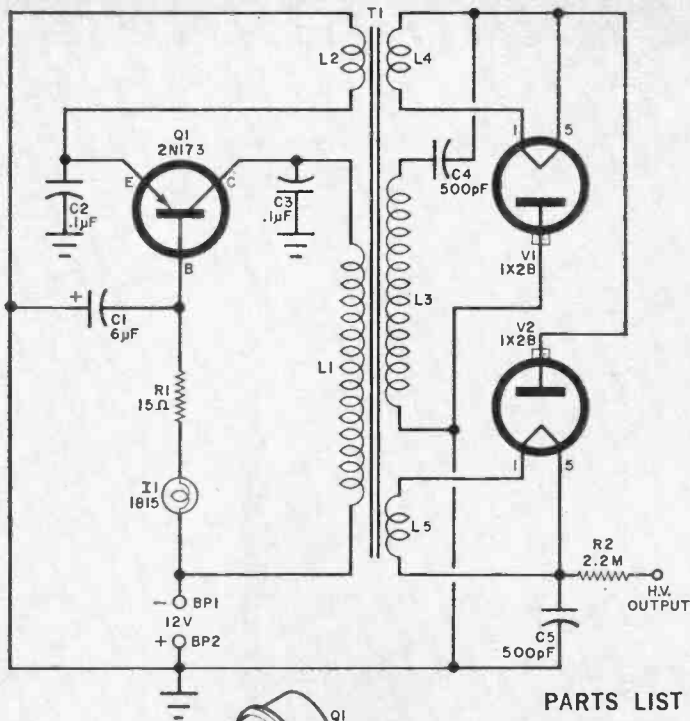 T1
L2
L4
Q1
2N173
E
C
B
C2
.1µF
C3
.1µF
C4
500pF
1
5
V1
1X2B
C1
6µF
+
L1
L3
V2
1X2B
R1
15Ω
1
5
I1
1815
L5
R2
2.2M
H.V.
OUTPUT
- BP1
12V
+ BP2
C5
500pF
Q1
PARTS LIST